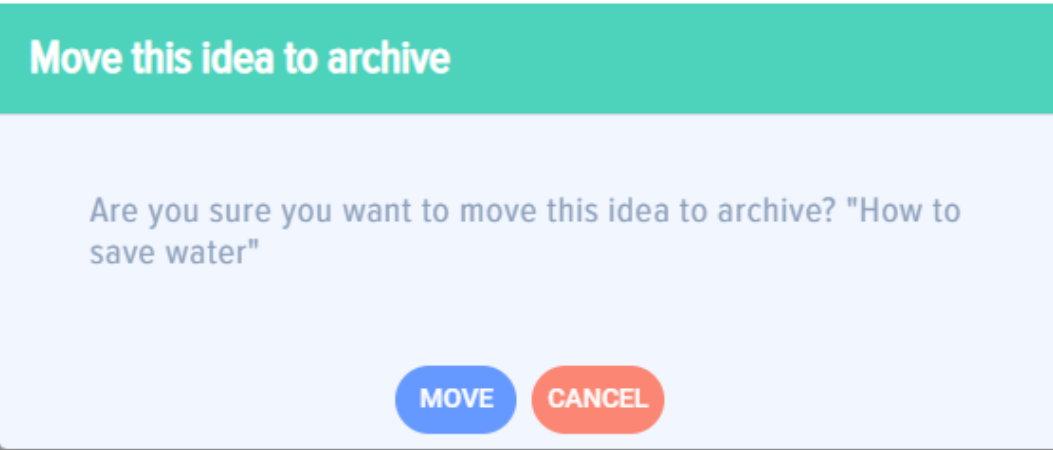 Move this idea to archive
Are you sure you want to move this idea to archive? "How to
save water"
MOVE CANCEL